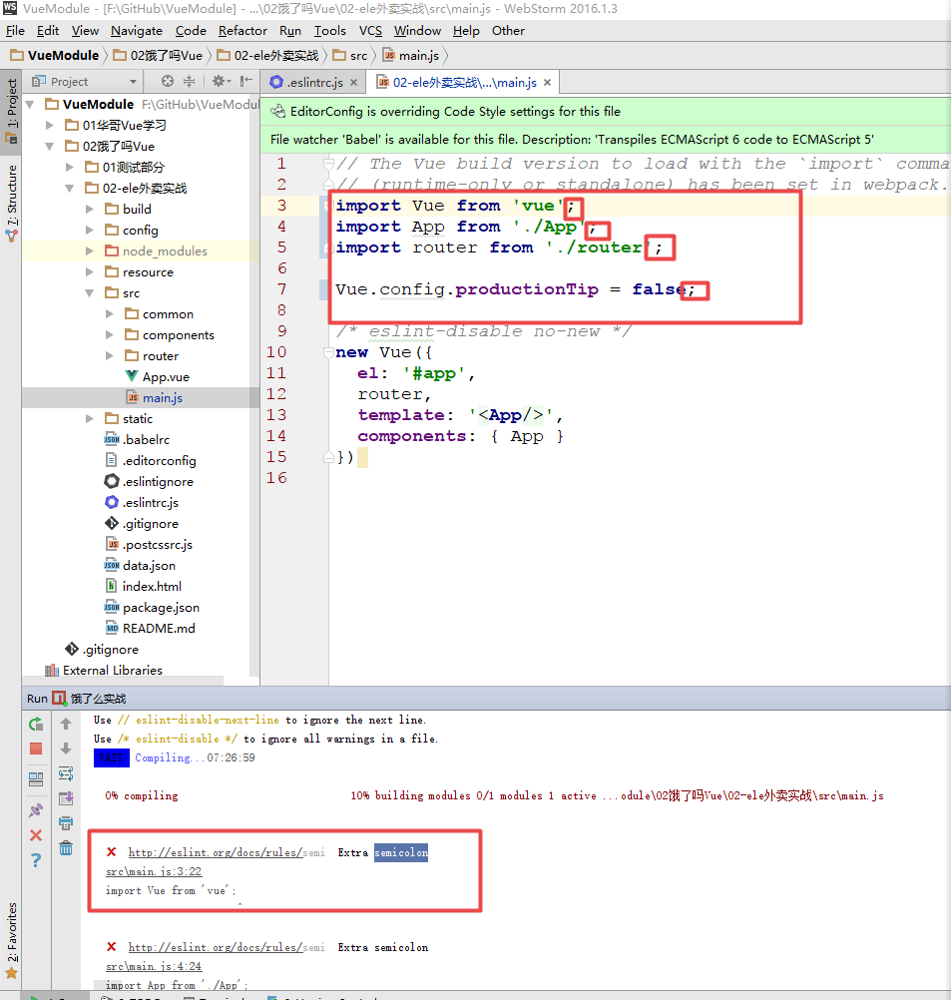 VueModule - [F:\GitHub\VueModule] - ...\02饿了吗Vue\02-ele外卖实战\src\main.js - WebStorm 2016.1.3
File Edit View Navigate Code Refactor Run Tools VCS Window Help Other
VueModule 02饿了吗Vue 02-ele外卖实战 src main.js
1: Project
7: Structure
2: Favorites
Project
.eslintrc.js 02-ele外卖实战\...\main.js
VueModule F:\GitHub\VueModul
01华哥Vue学习
02饿了吗Vue
01测试部分
02-ele外卖实战
build
config
node_modules
resource
src
common
components
router
App.vue
main.js
static
.babelrc
.editorconfig
.eslintignore
.eslintrc.js
.gitignore
.postcssrc.js
data.json
index.html
package.json
README.md
.gitignore
External Libraries
EditorConfig is overriding Code Style settings for this file
File watcher 'Babel' is available for this file. Description: 'Transpiles ECMAScript 6 code to ECMAScript 5'
1 // The Vue build version to load with the `import` comma
2 // (runtime-only or standalone) has been set in webpack.
3 import Vue from 'vue';
4 import App from './App';
5 import router from './router';
6
7 Vue.config.productionTip = false;
8
9 /* eslint-disable no-new */
10 new Vue({
11 el: '#app',
12 router,
13 template: '<App/>',
14 components: { App }
15 })
16
Run 饿了么实战
Use // eslint-disable-next-line to ignore the next line.
Use /* eslint-disable */ to ignore all warnings in a file.
WAIT Compiling...07:26:59
0% compiling 10% building modules 0/1 modules 1 active ...odule\02饿了吗Vue\02-ele外卖实战\src\main.js
✘ http://eslint.org/docs/rules/semi Extra semicolon
src\main.js:3:22
import Vue from 'vue';
^
✘ http://eslint.org/docs/rules/semi Extra semicolon
src\main.js:4:24
import App from './App';